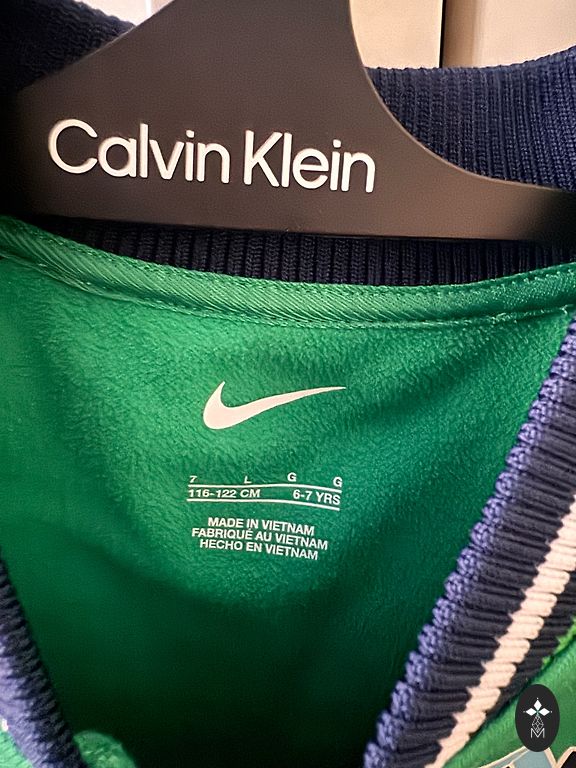 Calvin Klein
7 L G G
116-122 CM 6-7 YRS
MADE IN VIETNAM
FABRIQUÉ AU VIETNAM
HECHO EN VIETNAM
M